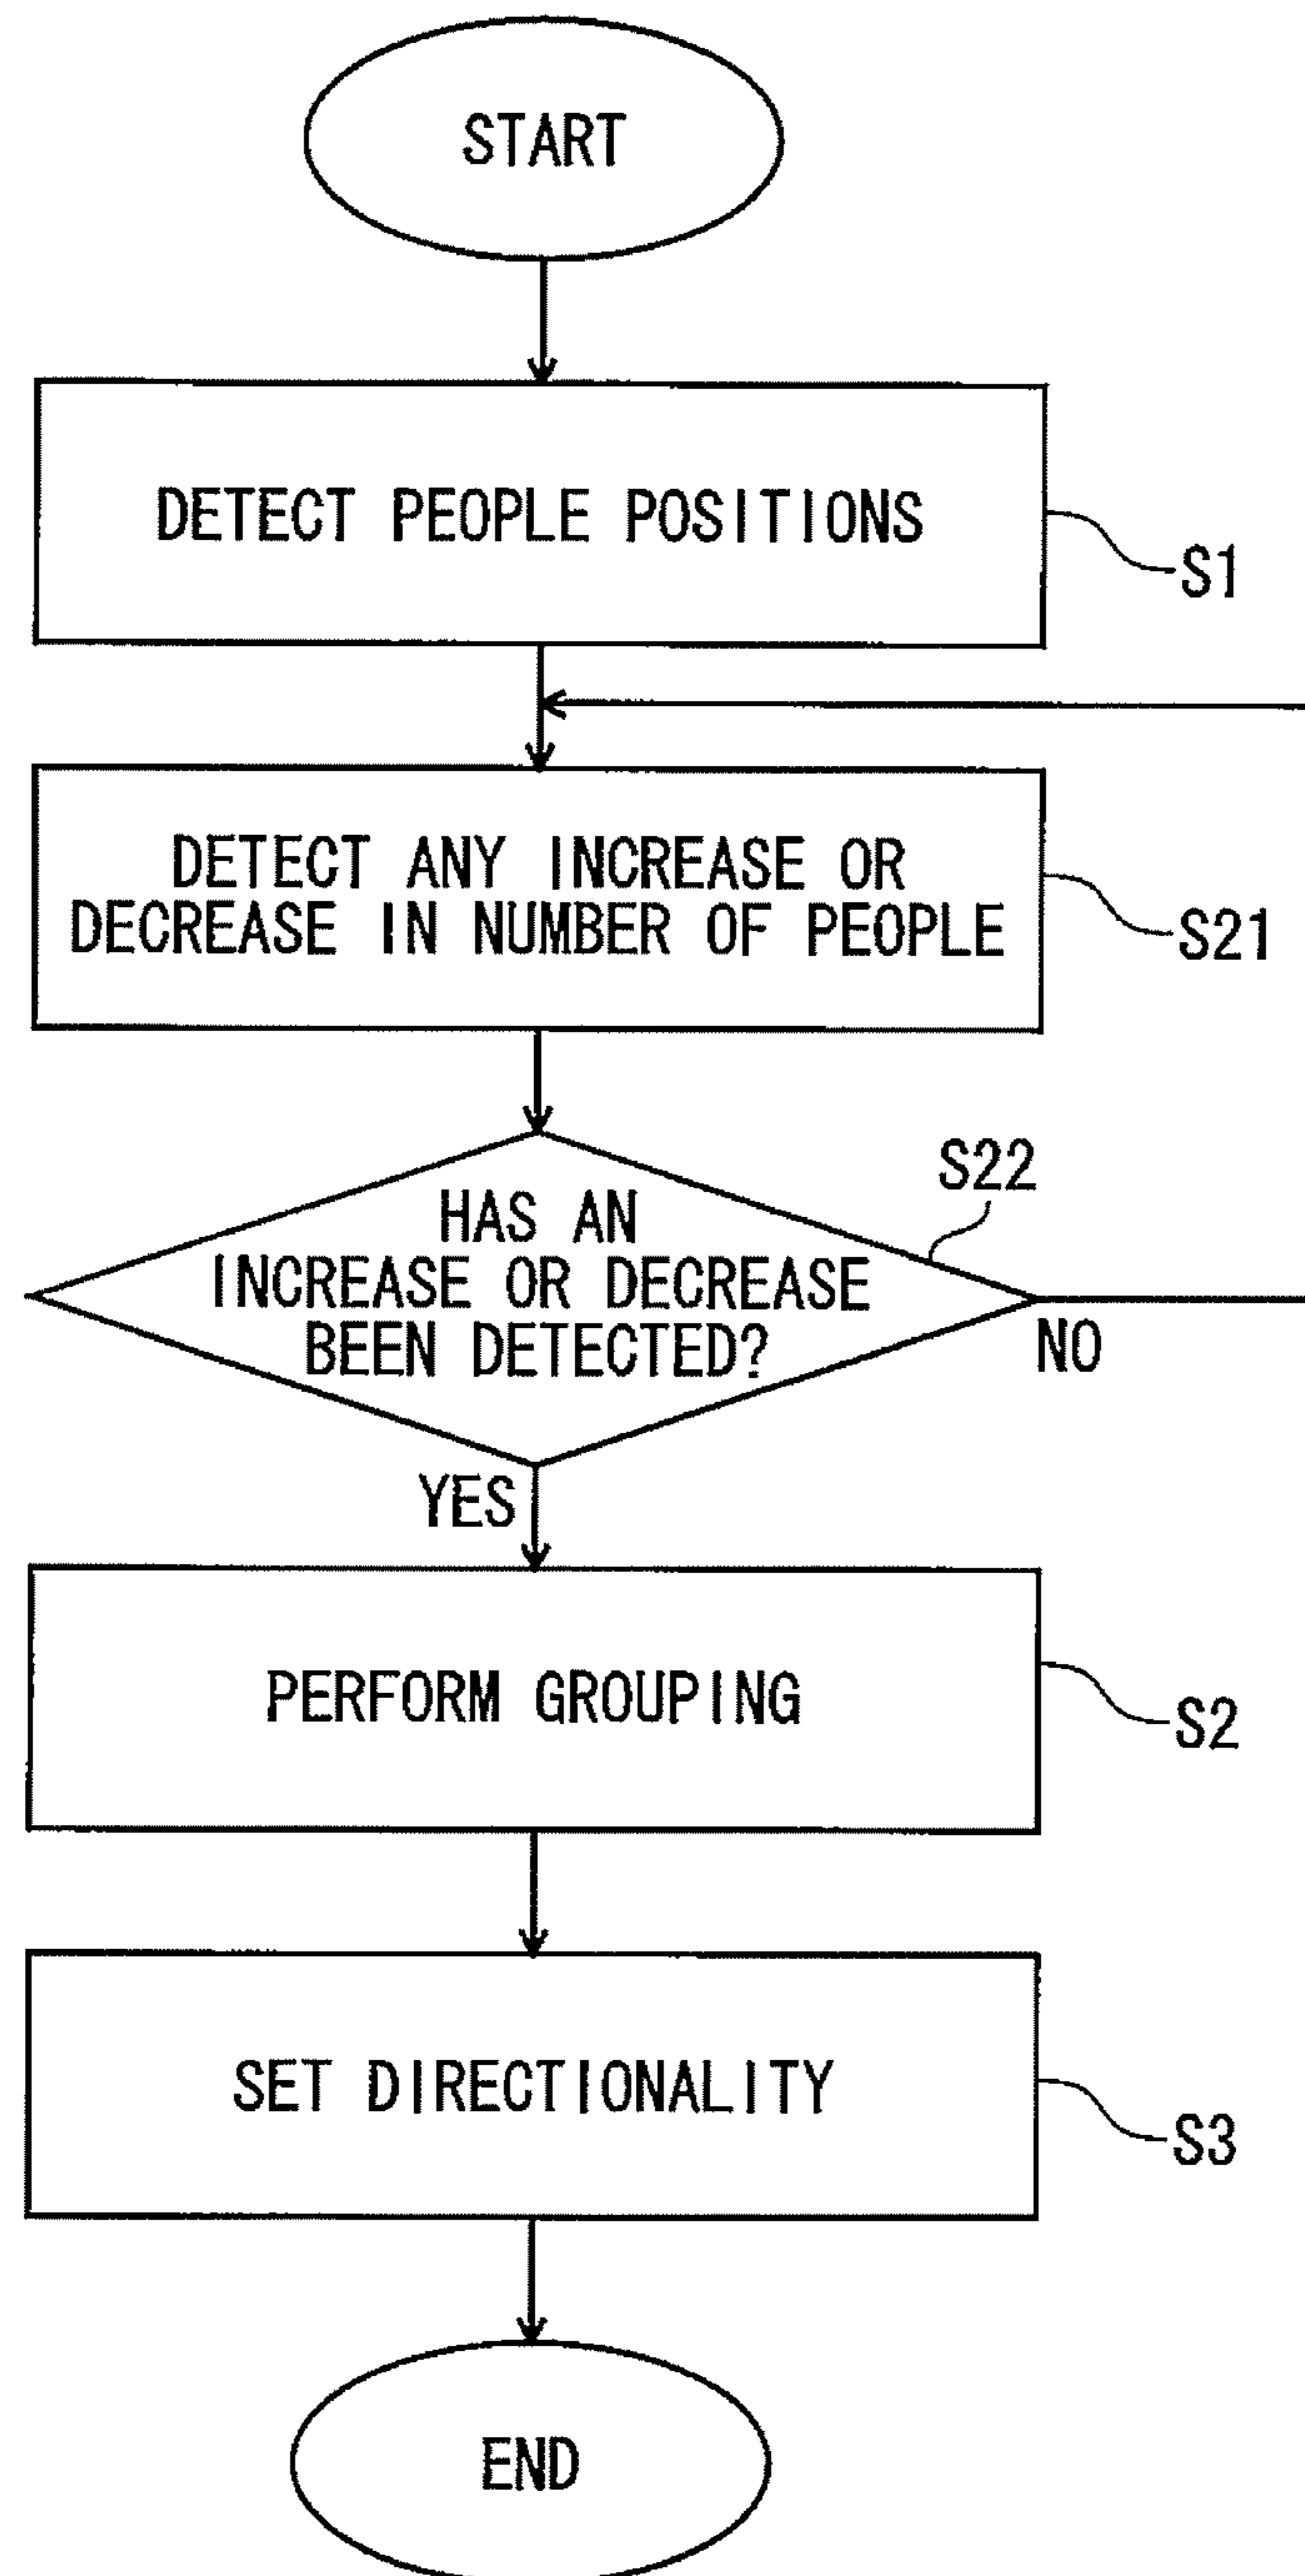 START
DETECT PEOPLE POSITIONS
S1
DETECT ANY INCREASE OR
DECREASE IN NUMBER OF PEOPLE
S21
S22
HAS AN
INCREASE OR DECREASE
BEEN DETECTED?
NO
YES
PERFORM GROUPING
S2
SET DIRECTIONALITY
S3
END